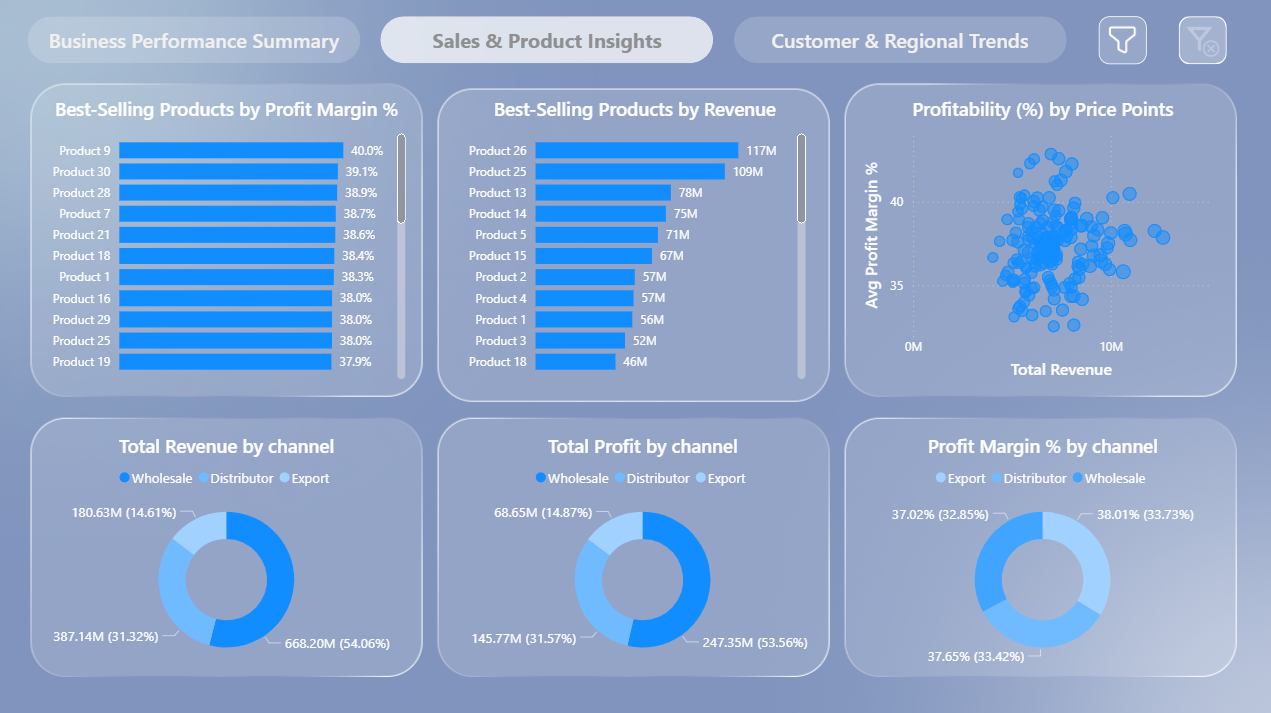 Business Performance Summary
Sales & Product Insights
Customer & Regional Trends
Best-Selling Products by Profit Margin %
Product 9 40.0%
Product 30 39.1%
Product 28 38.9%
Product 7 38.7%
Product 21 38.6%
Product 18 38.4%
Product 1 38.3%
Product 16 38.0%
Product 29 38.0%
Product 25 38.0%
Product 19 37.9%
Best-Selling Products by Revenue
Product 26 117M
Product 25 109M
Product 13 78M
Product 14 75M
Product 5 71M
Product 15 67M
Product 2 57M
Product 4 57M
Product 1 56M
Product 3 52M
Product 18 46M
Profitability (%) by Price Points
Avg Profit Margin %
40
35
0M 10M
Total Revenue
Total Revenue by channel
Wholesale Distributor Export
180.63M (14.61%)
387.14M (31.32%)
668.20M (54.06%)
Total Profit by channel
Wholesale Distributor Export
68.65M (14.87%)
145.77M (31.57%)
247.35M (53.56%)
Profit Margin % by channel
Export Distributor Wholesale
37.02% (32.85%)
38.01% (33.73%)
37.65% (33.42%)